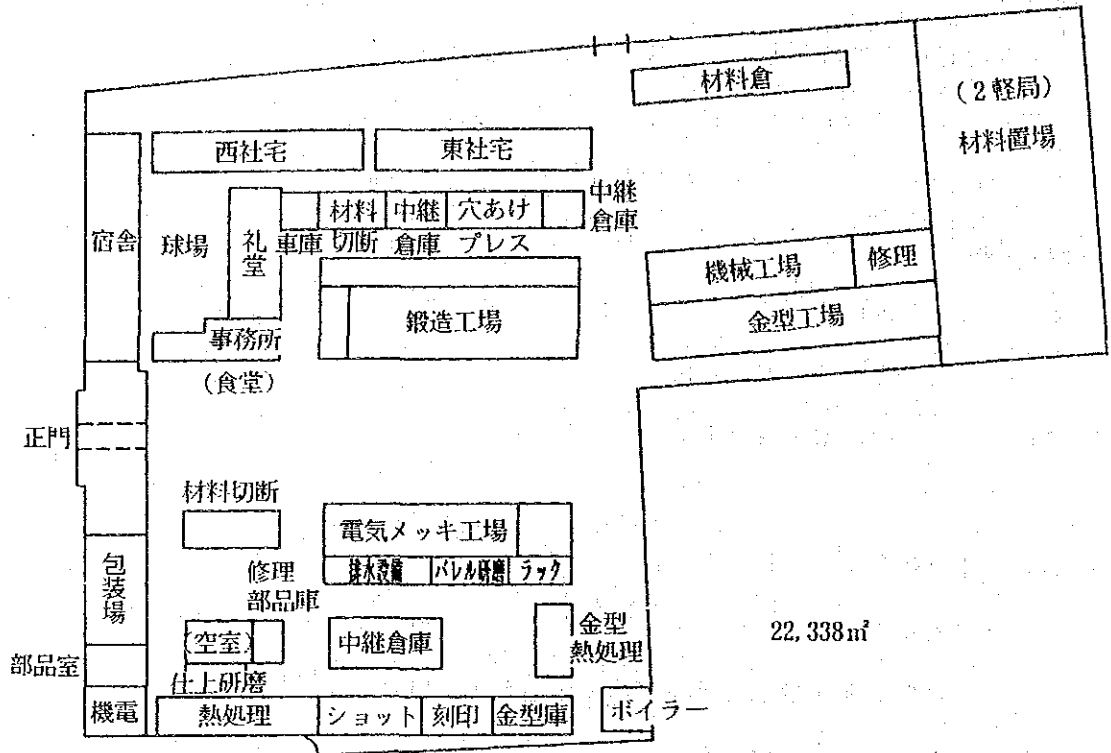 材料倉
(2軽局)
材料置場
西社宅
東社宅
宿舎
球場
礼堂
車庫
材料
切断
中継
倉庫
穴あけ
プレス
中継
倉庫
機械工場
修理
鍛造工場
金型工場
事務所
(食堂)
正門
材料切断
電気メッキ工場
排水設備
バレル研磨
ラック
包装場
修理
部品庫
(空室)
中継倉庫
金型
熱処理
22,338㎡
部品室
仕上研磨
機電
熱処理
ショット
刻印
金型庫
ボイラー